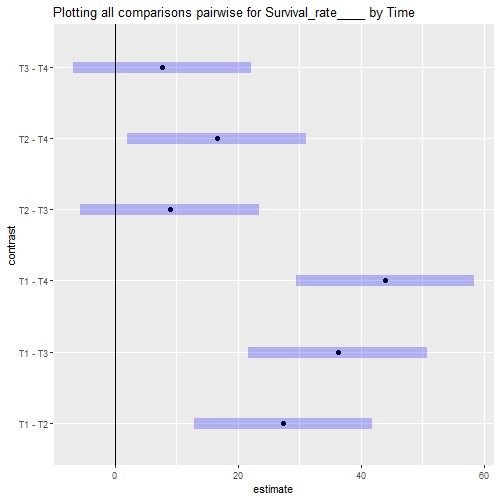 Plotting all comparisons pairwise for Survival_rate____ by Time
T3 - T4
T2 - T4
T2 - T3
T1 - T4
T1 - T3
T1 - T2
contrast
0 20 40 60
estimate